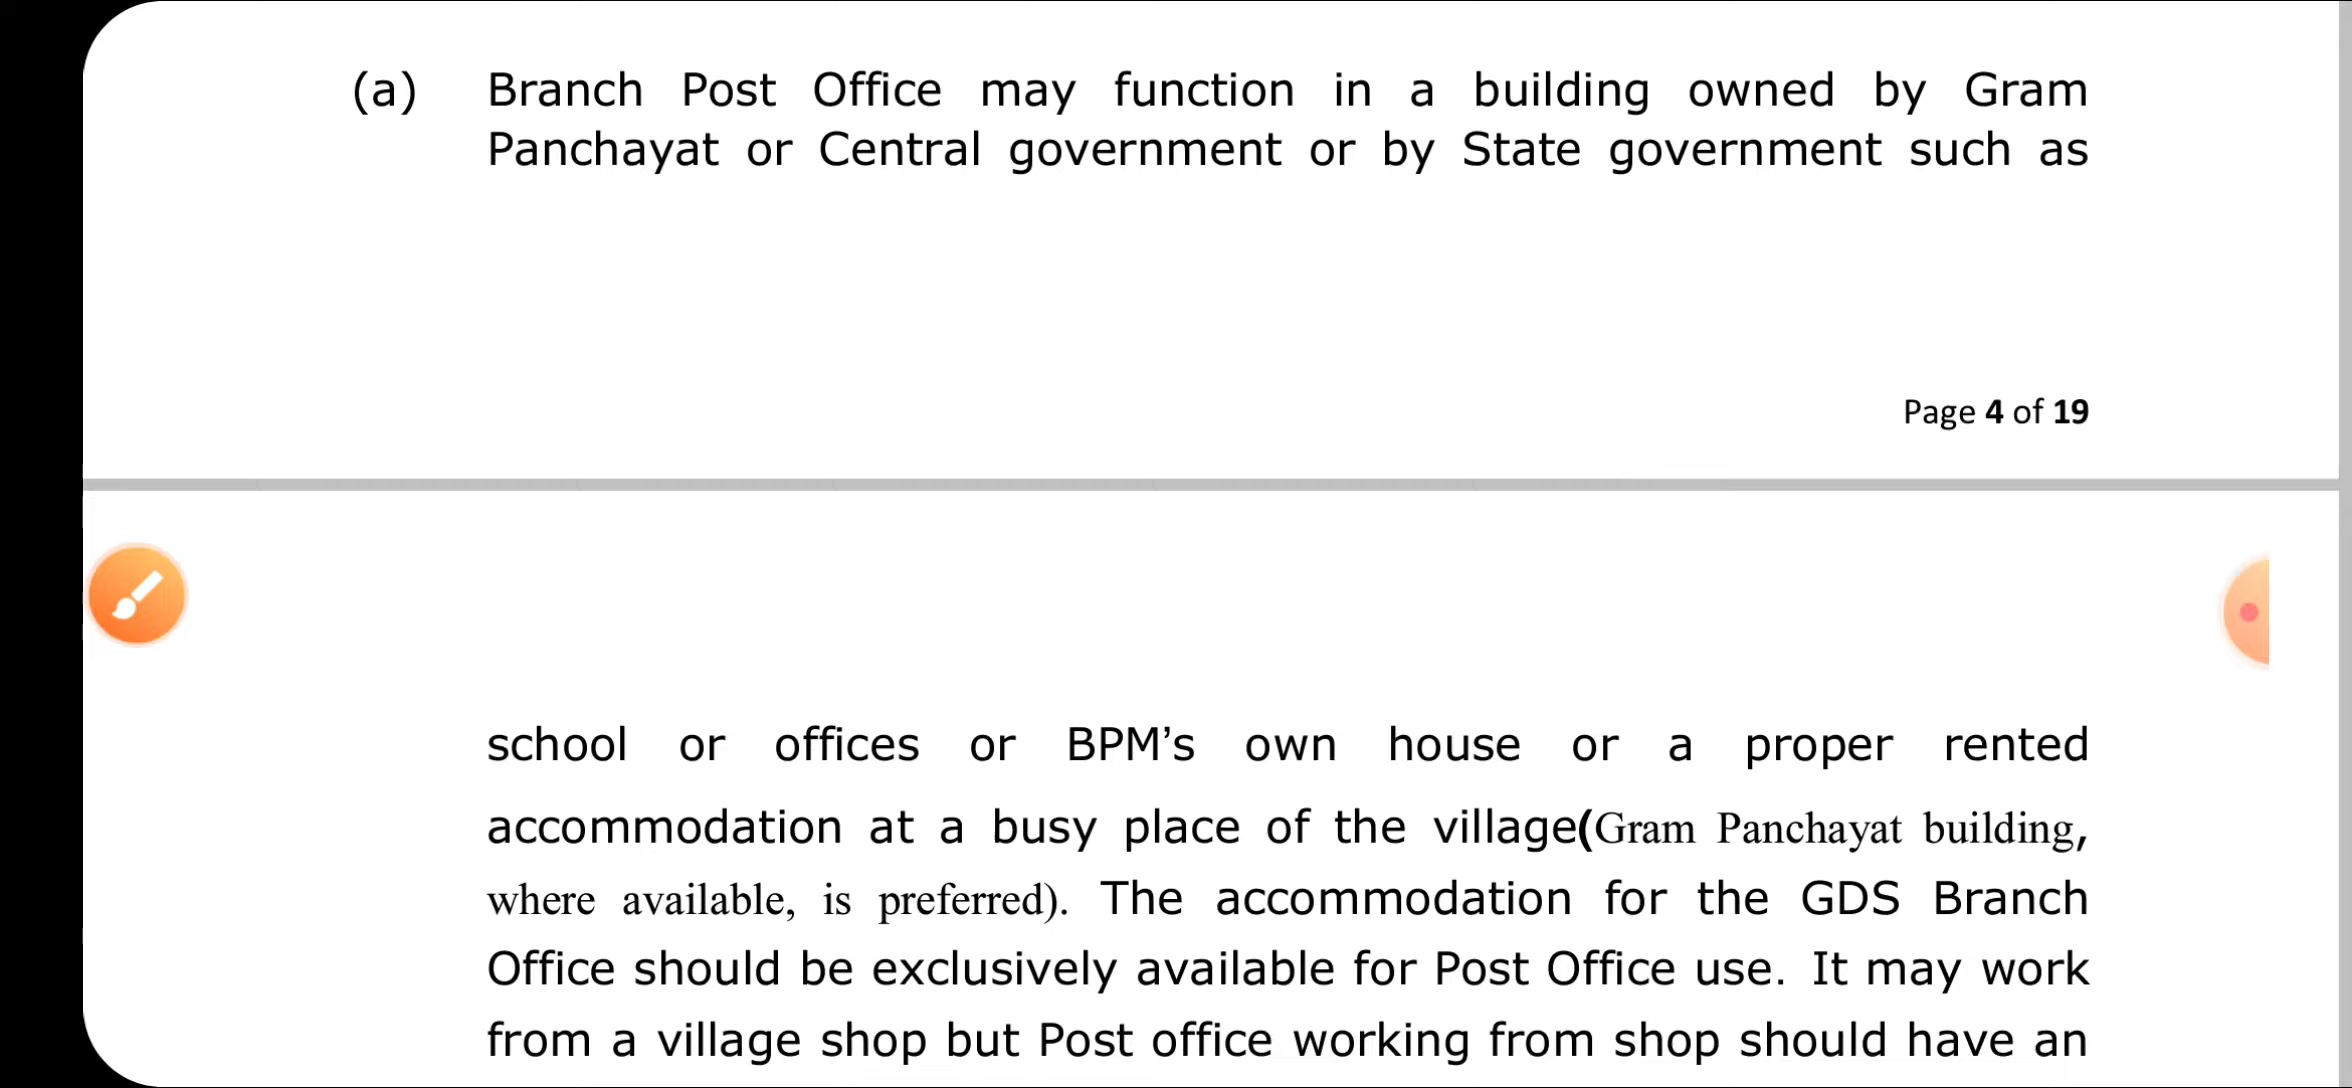 (a) Branch Post Office may function in a building owned by Gram
Panchayat or Central government or by State government such as
Page 4 of 19
school or offices or BPM’s own house or a proper rented
accommodation at a busy place of the village(Gram Panchayat building,
where available, is preferred). The accommodation for the GDS Branch
Office should be exclusively available for Post Office use. It may work
from a village shop but Post office working from shop should have an